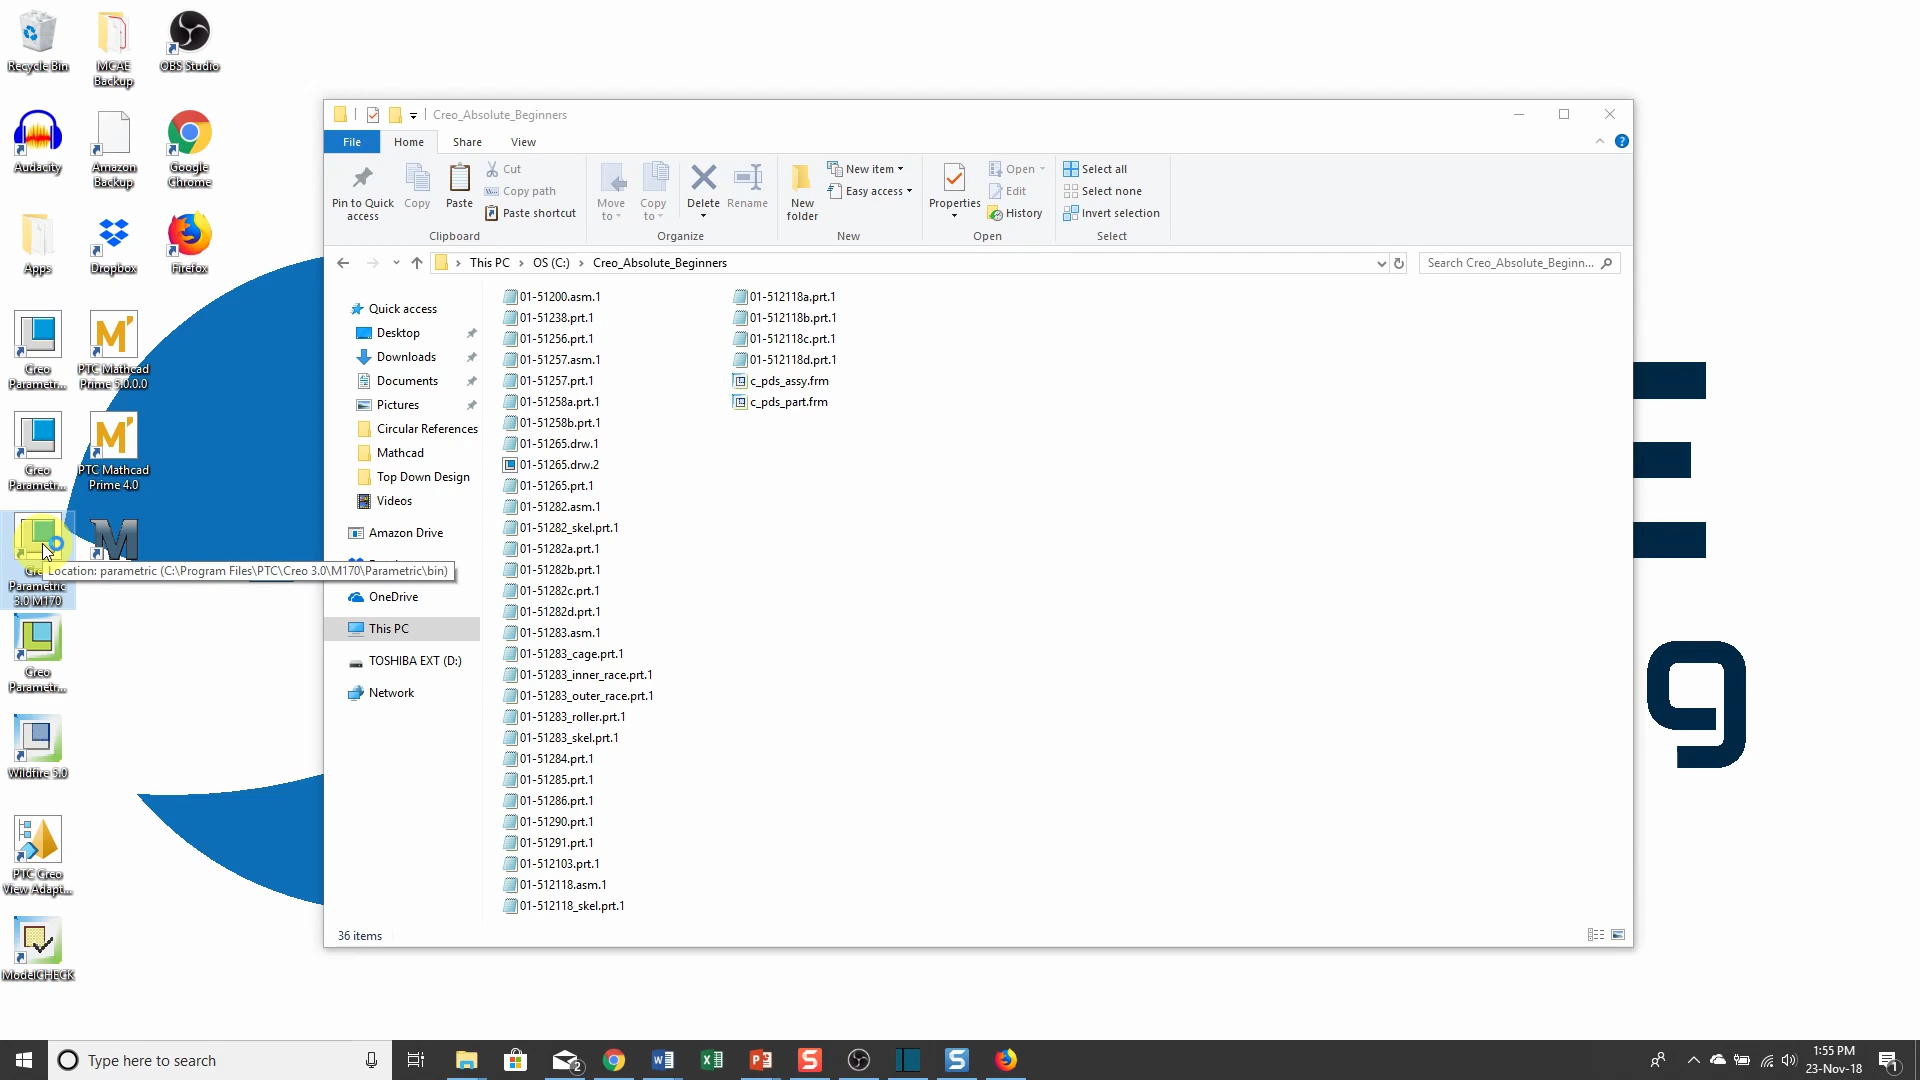 Recycle Bin
MCAE
Backup
OBS Studio
Audacity
Amazon
Backup
Google
Chrome
Apps
Dropbox
Firefox
Creo
Parametr...
PTC Mathcad
Prime 5.0.0.0
Creo
Parametr...
PTC Mathcad
Prime 4.0
Parametric
3.0 M170
Location: parametric (C:\Program Files\PTC\Creo 3.0\M170\Parametric\bin)
Creo
Parametr...
Wildfire 5.0
PTC Creo
View Adapt...
ModelCHECK
Creo_Absolute_Beginners
File
Home
Share
View
Pin to Quick
access
Copy
Paste
Cut
Copy path
Paste shortcut
Clipboard
Move
to
Copy
to
Delete
Rename
Organize
New
folder
New item
Easy access
New
Properties
Open
Edit
History
Open
Select all
Select none
Invert selection
Select
This PC
OS (C:)
Creo_Absolute_Beginners
Search Creo_Absolute_Beginn...
Quick access
Desktop
Downloads
Documents
Pictures
Circular References
Mathcad
Top Down Design
Videos
Amazon Drive
OneDrive
This PC
TOSHIBA EXT (D:)
Network
01-51200.asm.1
01-51238.prt.1
01-51256.prt.1
01-51257.asm.1
01-51257.prt.1
01-51258a.prt.1
01-51258b.prt.1
01-51265.drw.1
01-51265.drw.2
01-51265.prt.1
01-51282.asm.1
01-51282_skel.prt.1
01-51282a.prt.1
01-51282b.prt.1
01-51282c.prt.1
01-51282d.prt.1
01-51283.asm.1
01-51283_cage.prt.1
01-51283_inner_race.prt.1
01-51283_outer_race.prt.1
01-51283_roller.prt.1
01-51283_skel.prt.1
01-51284.prt.1
01-51285.prt.1
01-51286.prt.1
01-51290.prt.1
01-51291.prt.1
01-512103.prt.1
01-512118.asm.1
01-512118_skel.prt.1
01-512118a.prt.1
01-512118b.prt.1
01-512118c.prt.1
01-512118d.prt.1
c_pds_assy.frm
c_pds_part.frm
36 items
E
g
Type here to search
2
1:55 PM
23-Nov-18
1